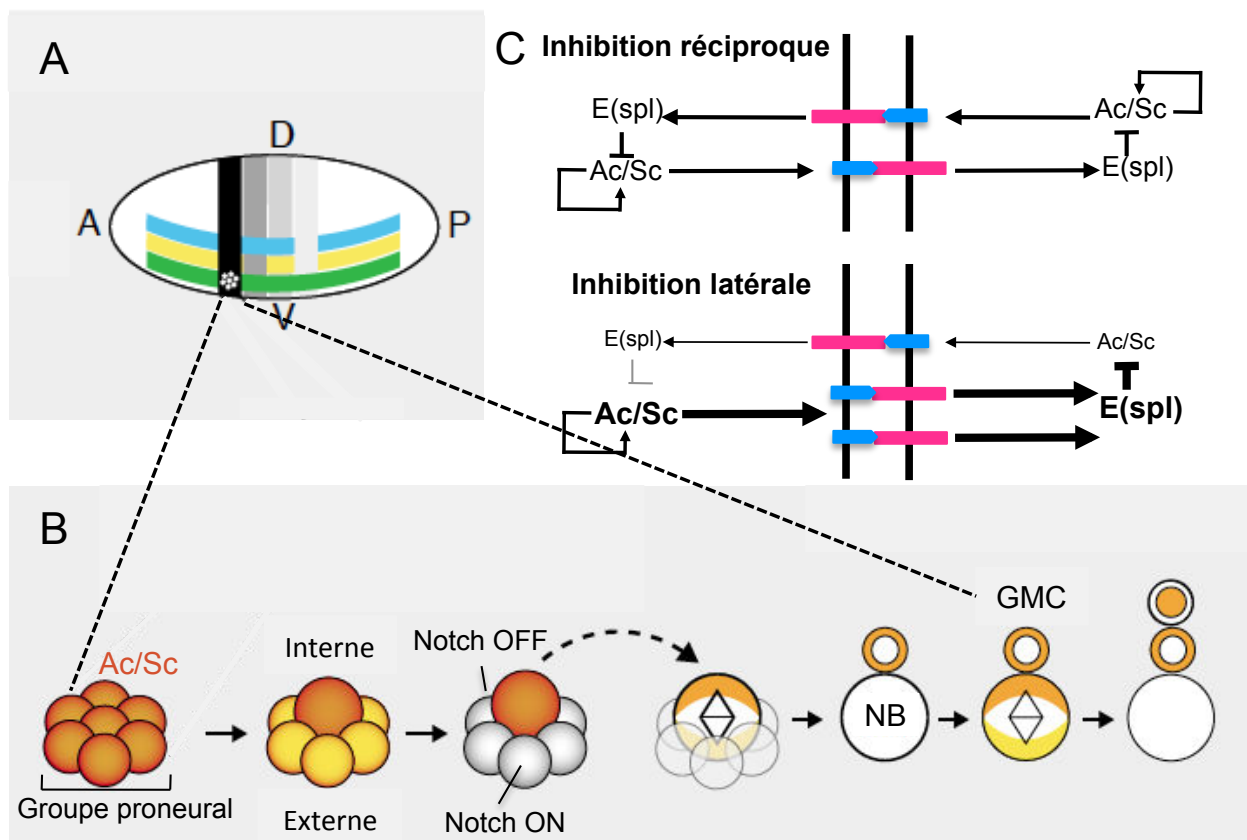 A
D
A
P
V
C
Inhibition réciproque
E(spl)
Ac/Sc
Ac/Sc
E(spl)
Inhibition latérale
E(spl)
Ac/Sc
Ac/Sc
E(spl)
B
Ac/Sc
Groupe proneural
Interne
Externe
Notch OFF
Notch ON
NB
GMC